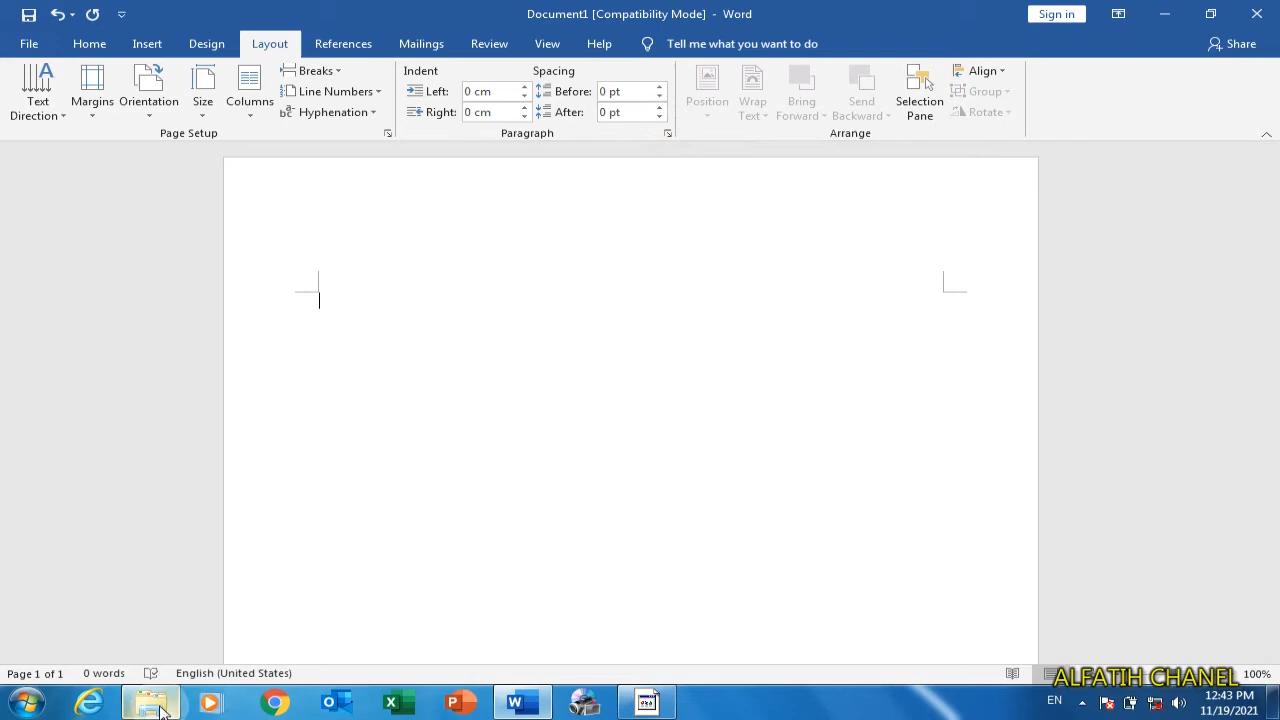 Document1 [Compatibility Mode] - Word
Sign in
File Home Insert Design Layout References Mailings Review View Help Tell me what you want to do Share
Text Direction
Margins
Orientation
Size
Columns
Breaks
Line Numbers
Hyphenation
Page Setup
Indent
Left: 0 cm
Right: 0 cm
Spacing
Before: 0 pt
After: 0 pt
Paragraph
Position
Wrap Text
Bring Forward
Send Backward
Selection Pane
Align
Group
Rotate
Arrange
Page 1 of 1 0 words English (United States) 100%
ALFATIH CHANEL
EN
12:43 PM
11/19/2021